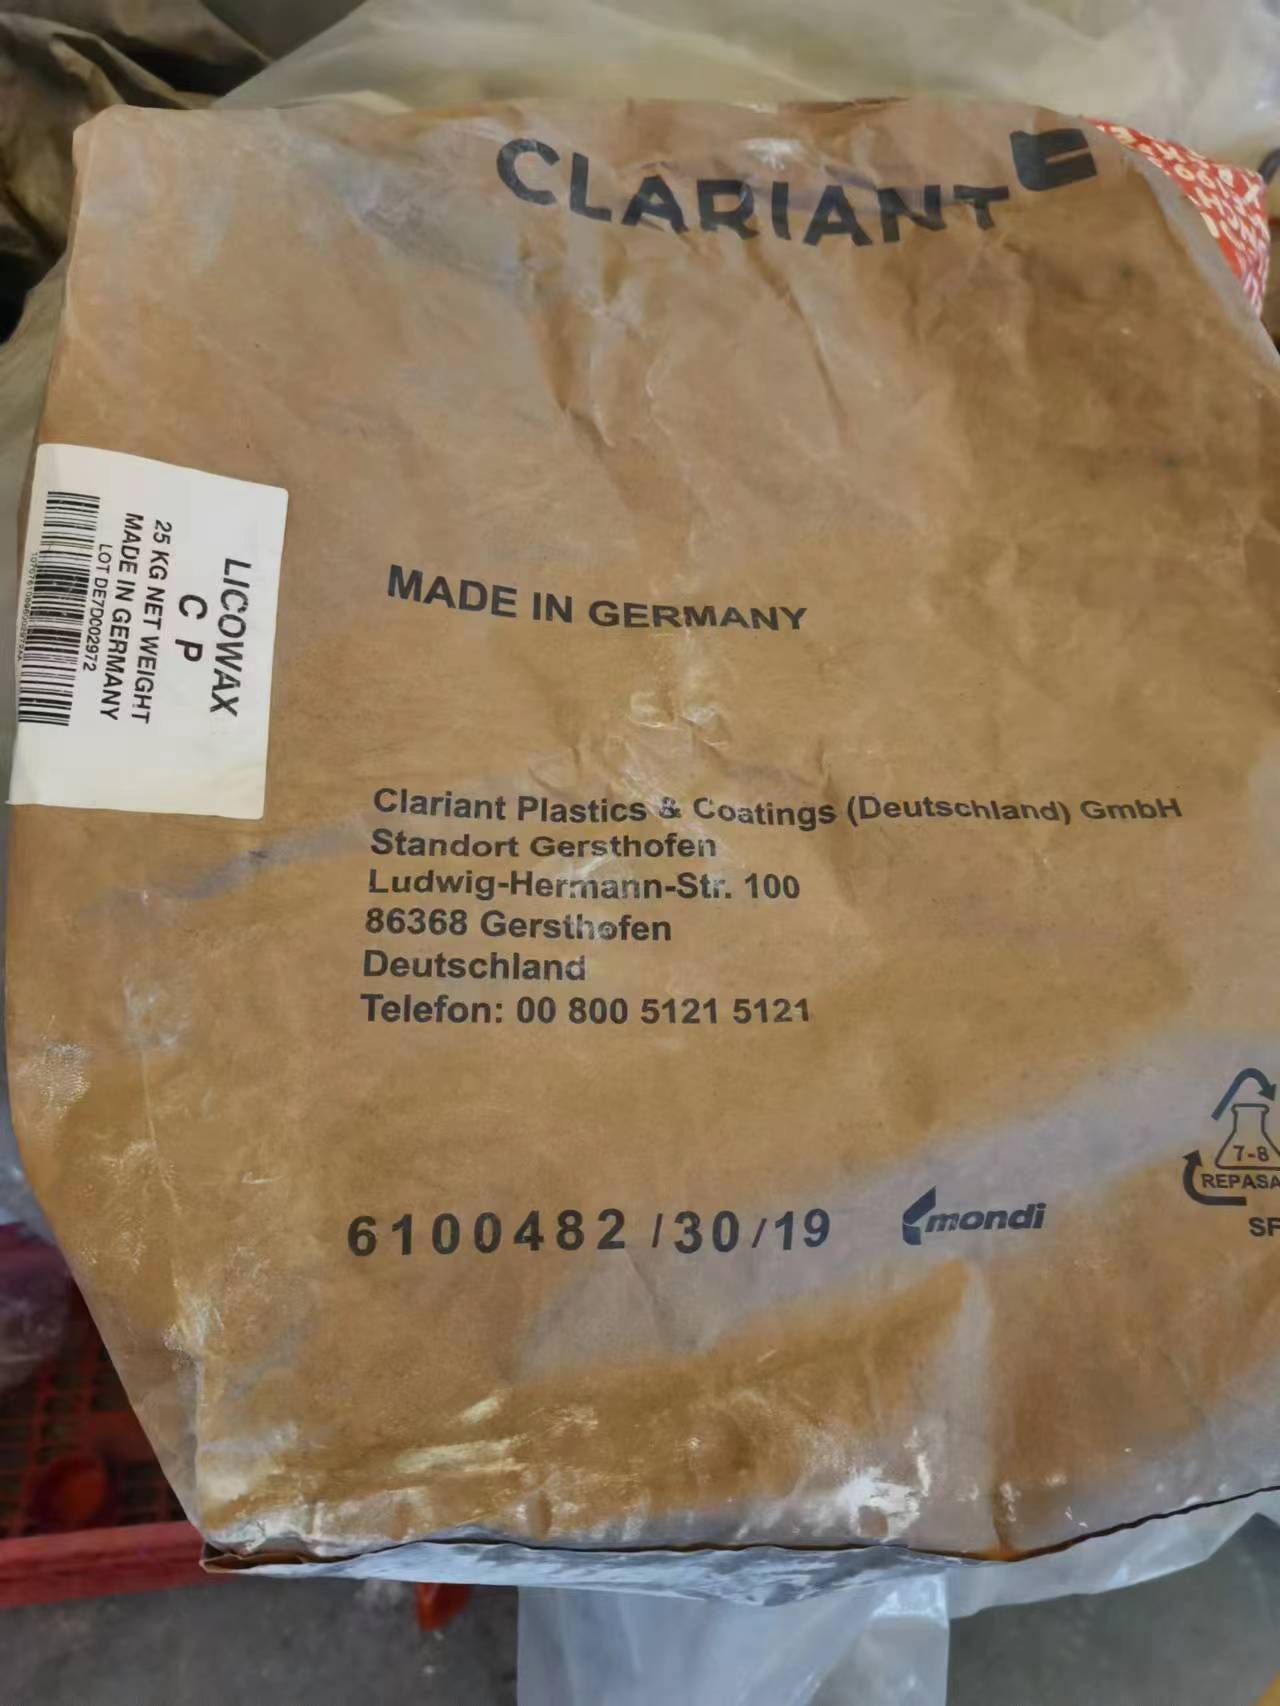 CLARIANT
LICOWAX
C P
25 KG NET WEIGHT
MADE IN GERMANY
LOT DE7DC02972
MADE IN GERMANY
Clariant Plastics & Coatings (Deutschland) GmbH
Standort Gersthofen
Ludwig-Hermann-Str. 100
86368 Gersthofen
Deutschland
Telefon: 00 800 5121 5121
6100482/30/19
mondi
7-8
REPASA
SF